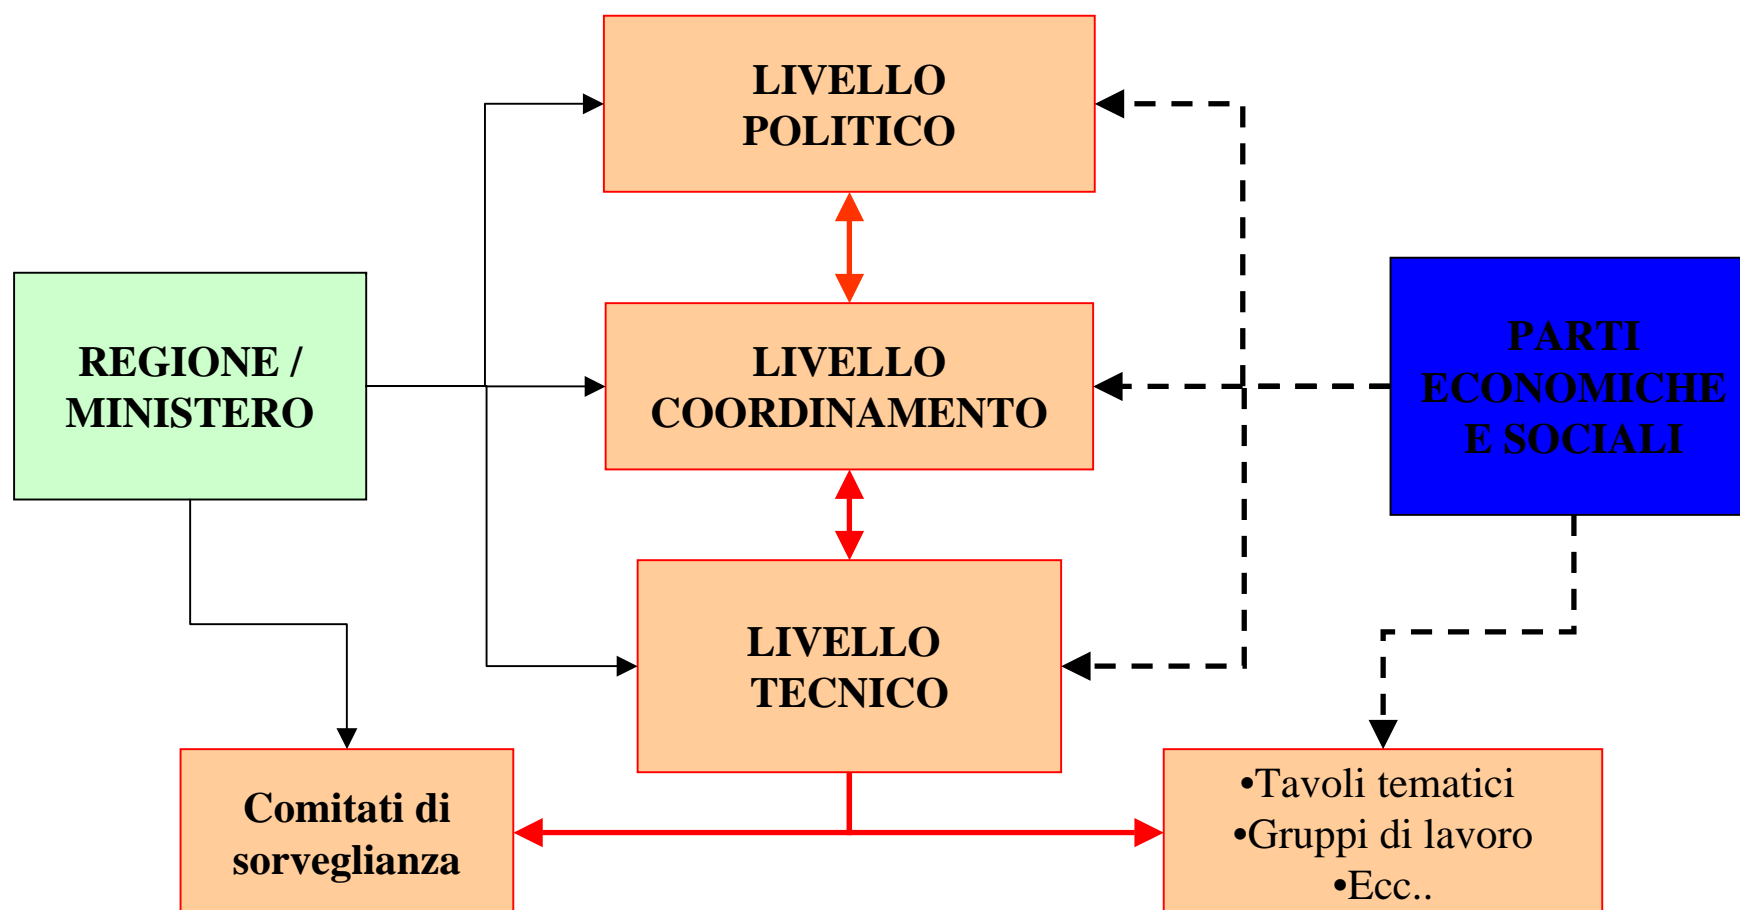 LIVELLO
POLITICO
REGIONE /
MINISTERO
LIVELLO
COORDINAMENTO
PARTI
ECONOMICHE
E SOCIALI
LIVELLO
TECNICO
Comitati di
sorveglianza
•Tavoli tematici
•Gruppi di lavoro
•Ecc..